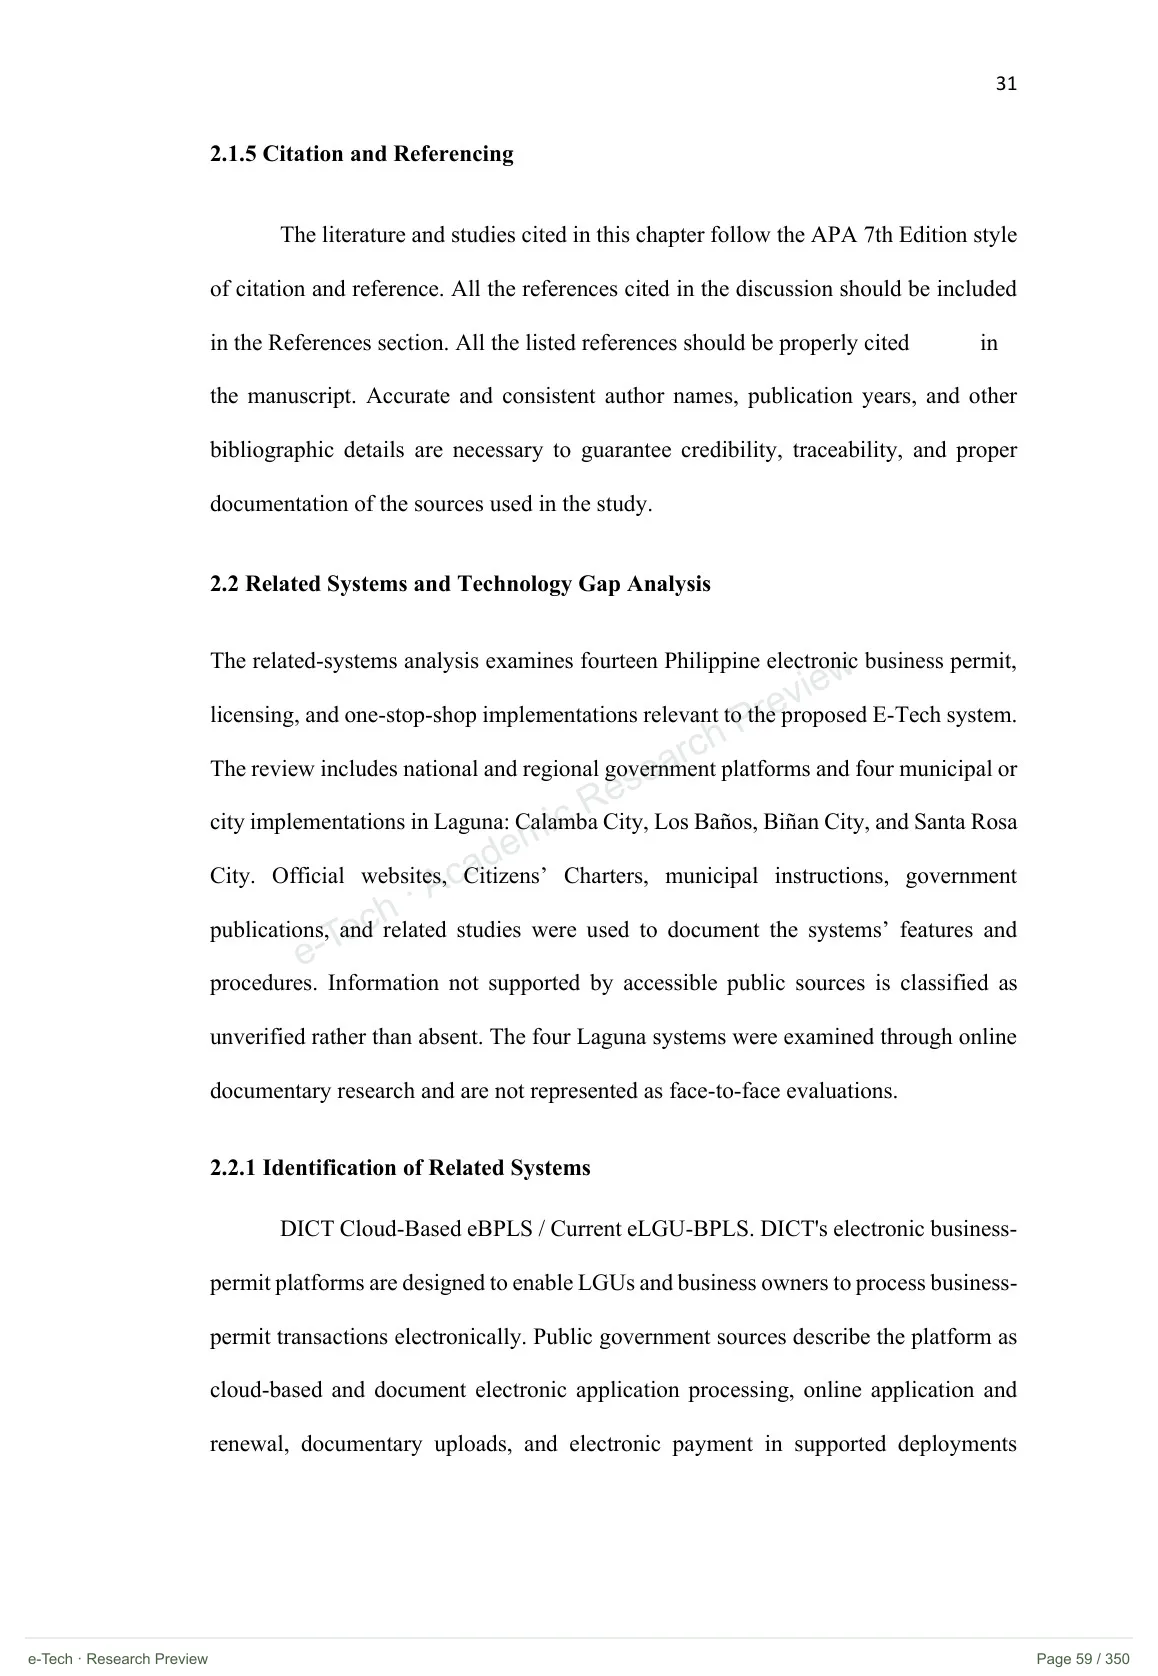 31
2.1.5 Citation and Referencing
The literature and studies cited in this chapter follow the APA 7th Edition style
of citation and reference. All the references cited in the discussion should be included
in the References section. All the listed references should be properly cited in
the manuscript. Accurate and consistent author names, publication years, and other
bibliographic details are necessary to guarantee credibility, traceability, and proper
documentation of the sources used in the study.
2.2 Related Systems and Technology Gap Analysis
The related-systems analysis examines fourteen Philippine electronic business permit,
licensing, and one-stop-shop implementations relevant to the proposed E-Tech system.
The review includes national and regional government platforms and four municipal or
city implementations in Laguna: Calamba City, Los Baños, Biñan City, and Santa Rosa
City. Official websites, Citizens’ Charters, municipal instructions, government
publications, and related studies were used to document the systems’ features and
procedures. Information not supported by accessible public sources is classified as
unverified rather than absent. The four Laguna systems were examined through online
documentary research and are not represented as face-to-face evaluations.
e-Tech · Academic Research Preview
2.2.1 Identification of Related Systems
DICT Cloud-Based eBPLS / Current eLGU-BPLS. DICT's electronic business-
permit platforms are designed to enable LGUs and business owners to process business-
permit transactions electronically. Public government sources describe the platform as
cloud-based and document electronic application processing, online application and
renewal, documentary uploads, and electronic payment in supported deployments
e-Tech · Research Preview
Page 59 / 350